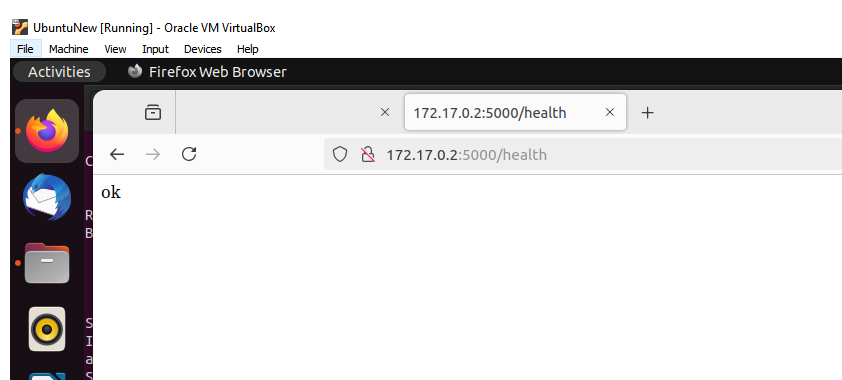 UbuntuNew [Running] - Oracle VM VirtualBox
File Machine View Input Devices Help
Activities Firefox Web Browser
172.17.0.2:5000/health
172.17.0.2:5000/health
ok
C
R
B
S
I
a
S